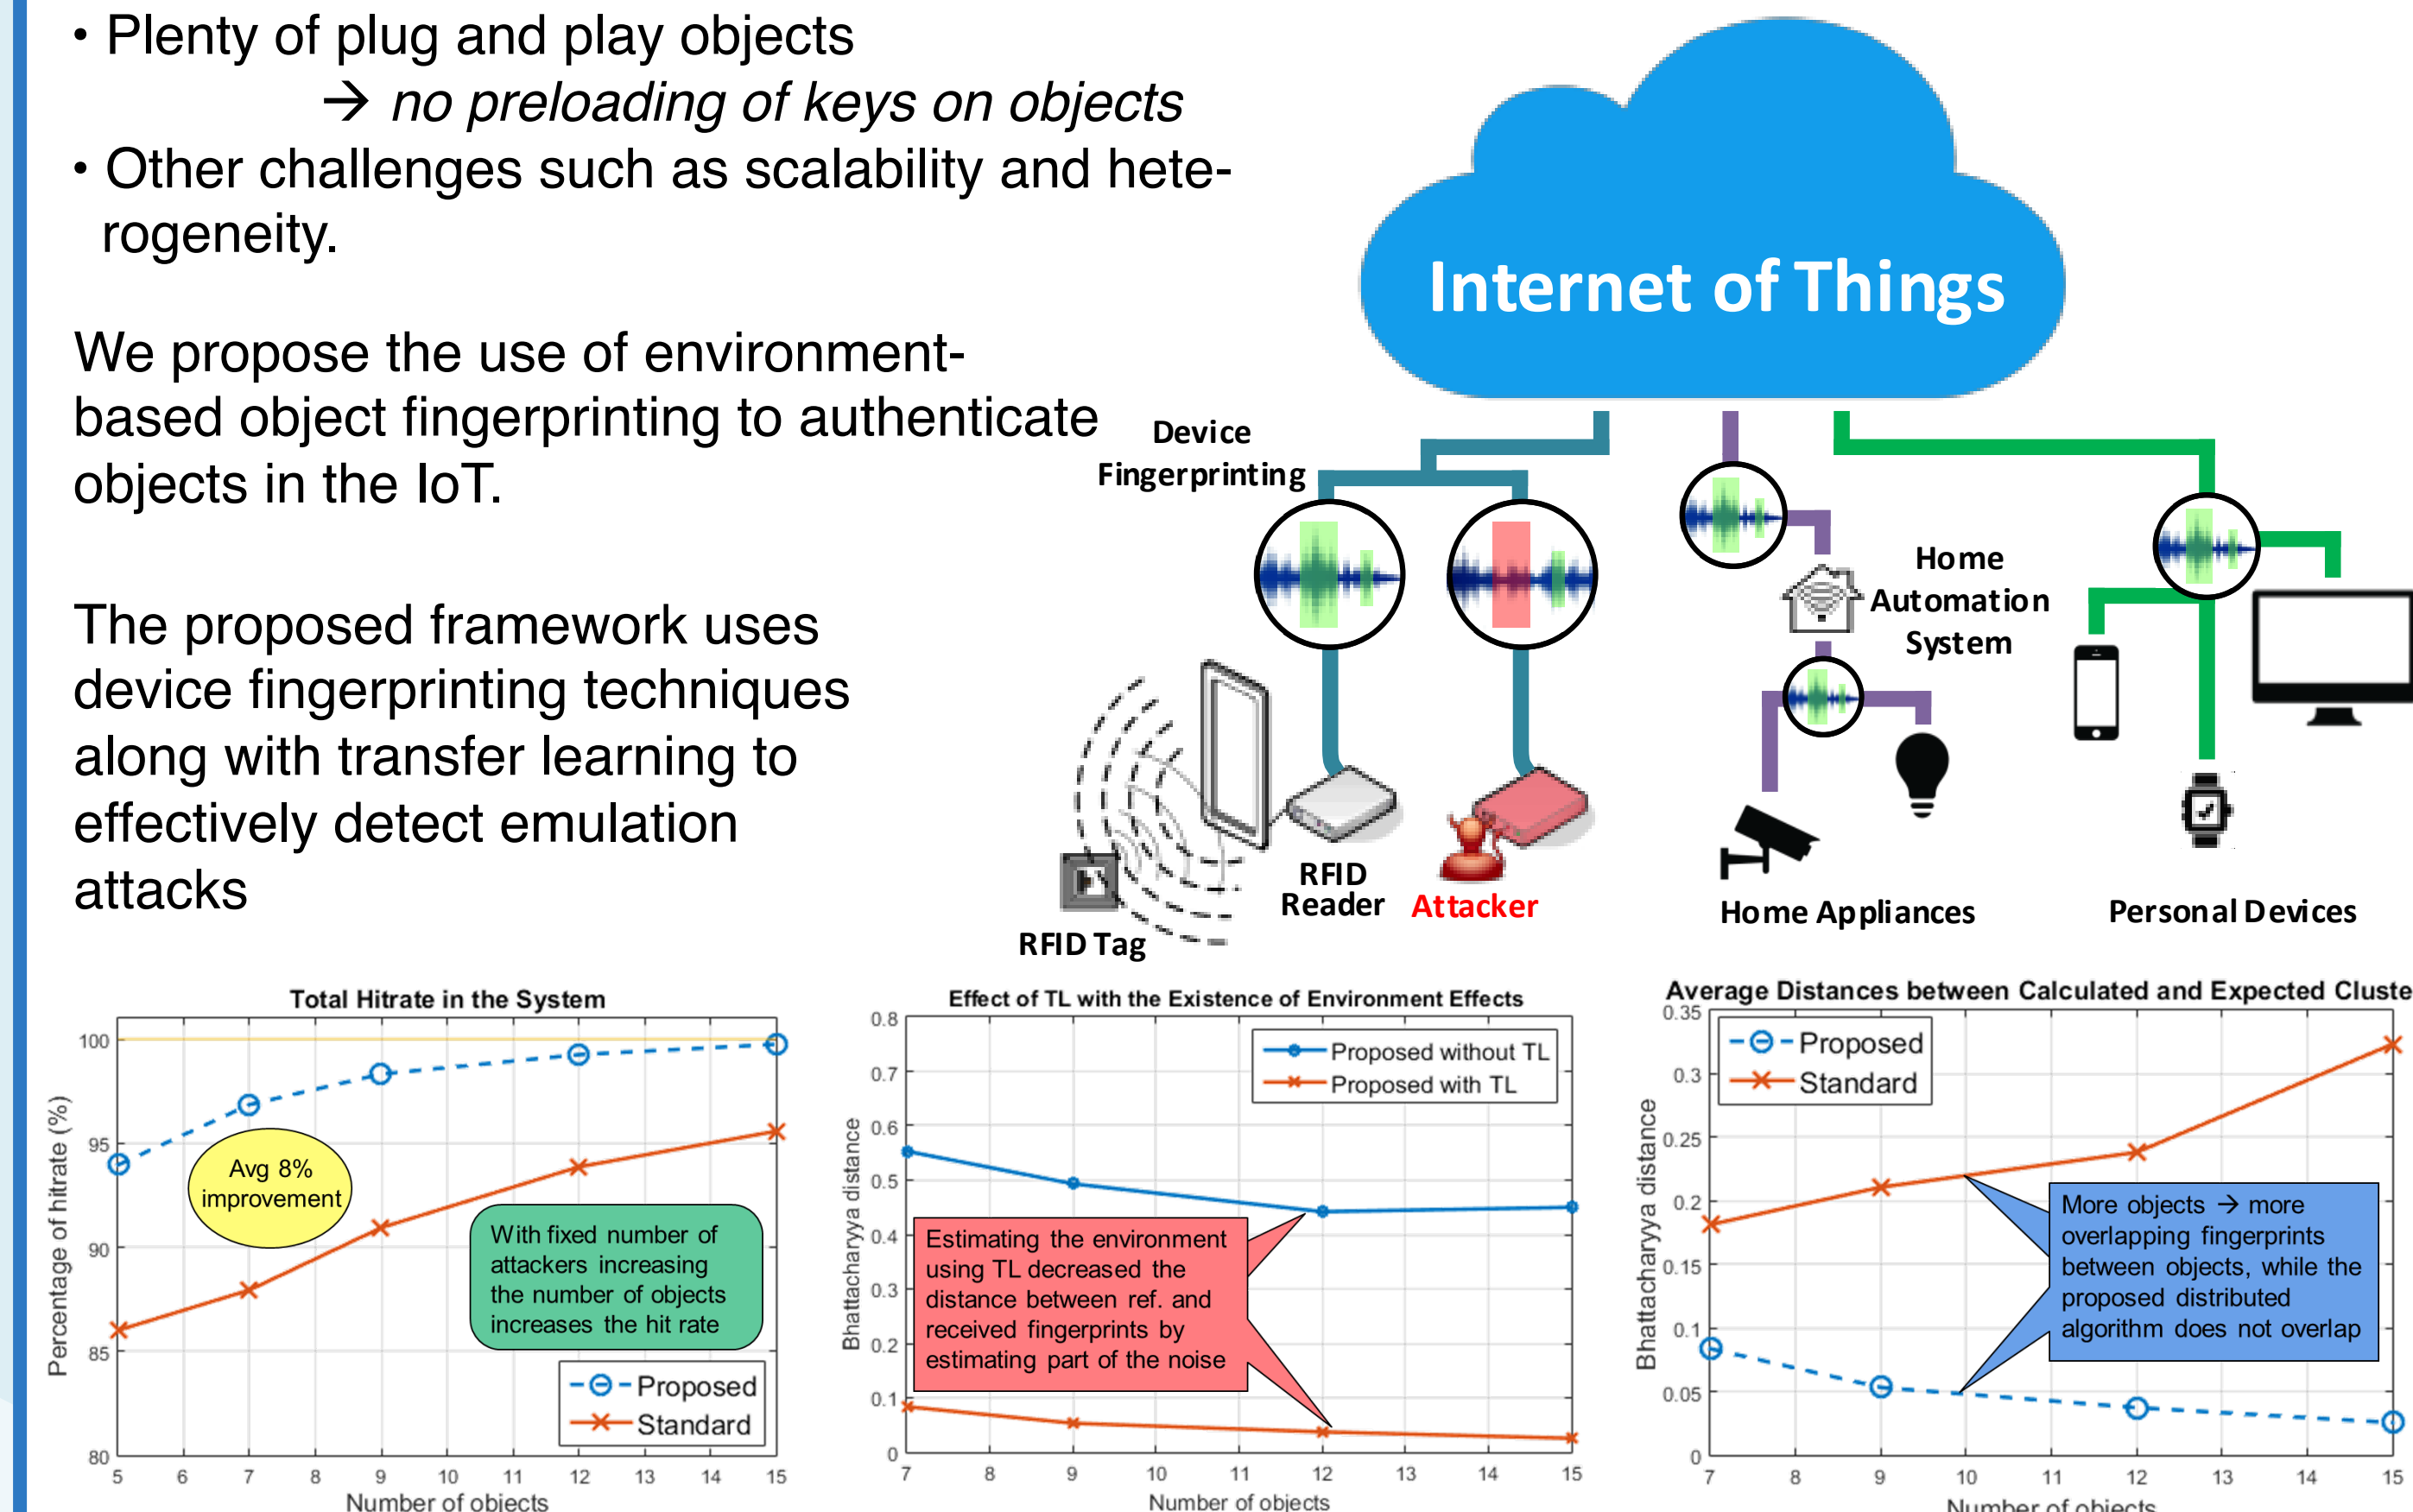 • Plenty of plug and play objects
→ no preloading of keys on objects
• Other challenges such as scalability and hete-
rogeneity.
We propose the use of environment-
based object fingerprinting to authenticate
objects in the IoT.
The proposed framework uses
device fingerprinting techniques
along with transfer learning to
effectively detect emulation
attacks
Internet of Things
Device
Fingerprinting
Home
Automation
System
RFID
Reader
Attacker
RFID Tag
Home Appliances
Personal Devices
Total Hitrate in the System
Percentage of hitrate (%)
100
95
90
85
80
Avg 8%
improvement
With fixed number of
attackers increasing
the number of objects
increases the hit rate
Proposed
Standard
5 6 7 8 9 10 11 12 13 14 15
Number of objects
Effect of TL with the Existence of Environment Effects
Bhattacharyya distance
0.8
0.7
0.6
0.5
0.4
0.3
0.2
0.1
0
Proposed without TL
Proposed with TL
Estimating the environment
using TL decreased the
distance between ref. and
received fingerprints by
estimating part of the noise
7 8 9 10 11 12 13 14 15
Number of objects
Average Distances between Calculated and Expected Cluste
Bhattacharyya distance
0.35
0.3
0.25
0.2
0.15
0.1
0.05
0
Proposed
Standard
More objects → more
overlapping fingerprints
between objects, while the
proposed distributed
algorithm does not overlap
7 8 9 10 11 12 13 14 15
Number of objects